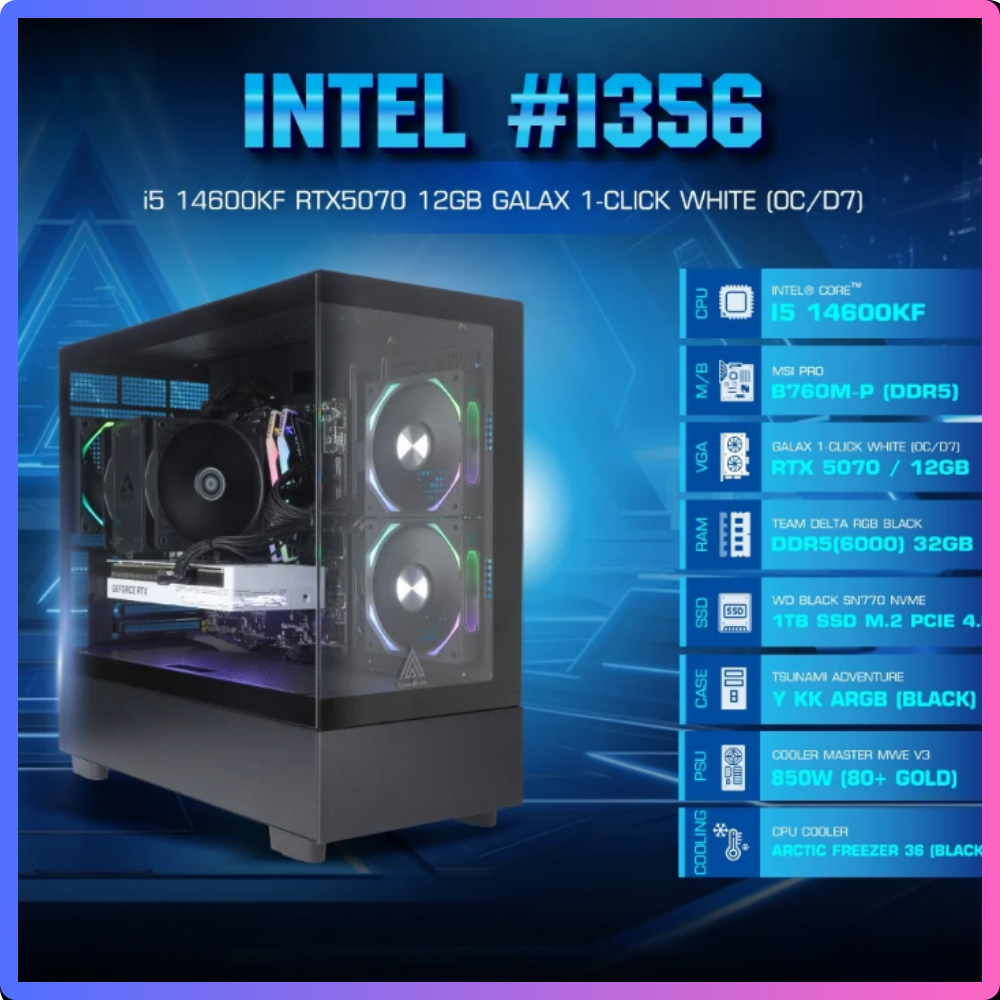 INTEL #I356
i5 14600KF RTX5070 12GB GALAX 1-CLICK WHITE (OC/D7)
CPU
INTEL® CORE™
I5 14600KF
M/B
MSI PRO
B760M-P (DDR5)
VGA
GALAX 1-CLICK WHITE (OC/D7)
RTX 5070 / 12GB
RAM
TEAM DELTA RGB BLACK
DDR5(6000) 32GB
SSD
SSD
WD BLACK SN770 NVME
1TB SSD M.2 PCIE 4.
CASE
TSUNAMI ADVENTURE
Y KK ARGB (BLACK)
PSU
COOLER MASTER MWE V3
850W (80+ GOLD)
COOLING
CPU COOLER
ARCTIC FREEZER 36 (BLACK
GEFORCE RTX